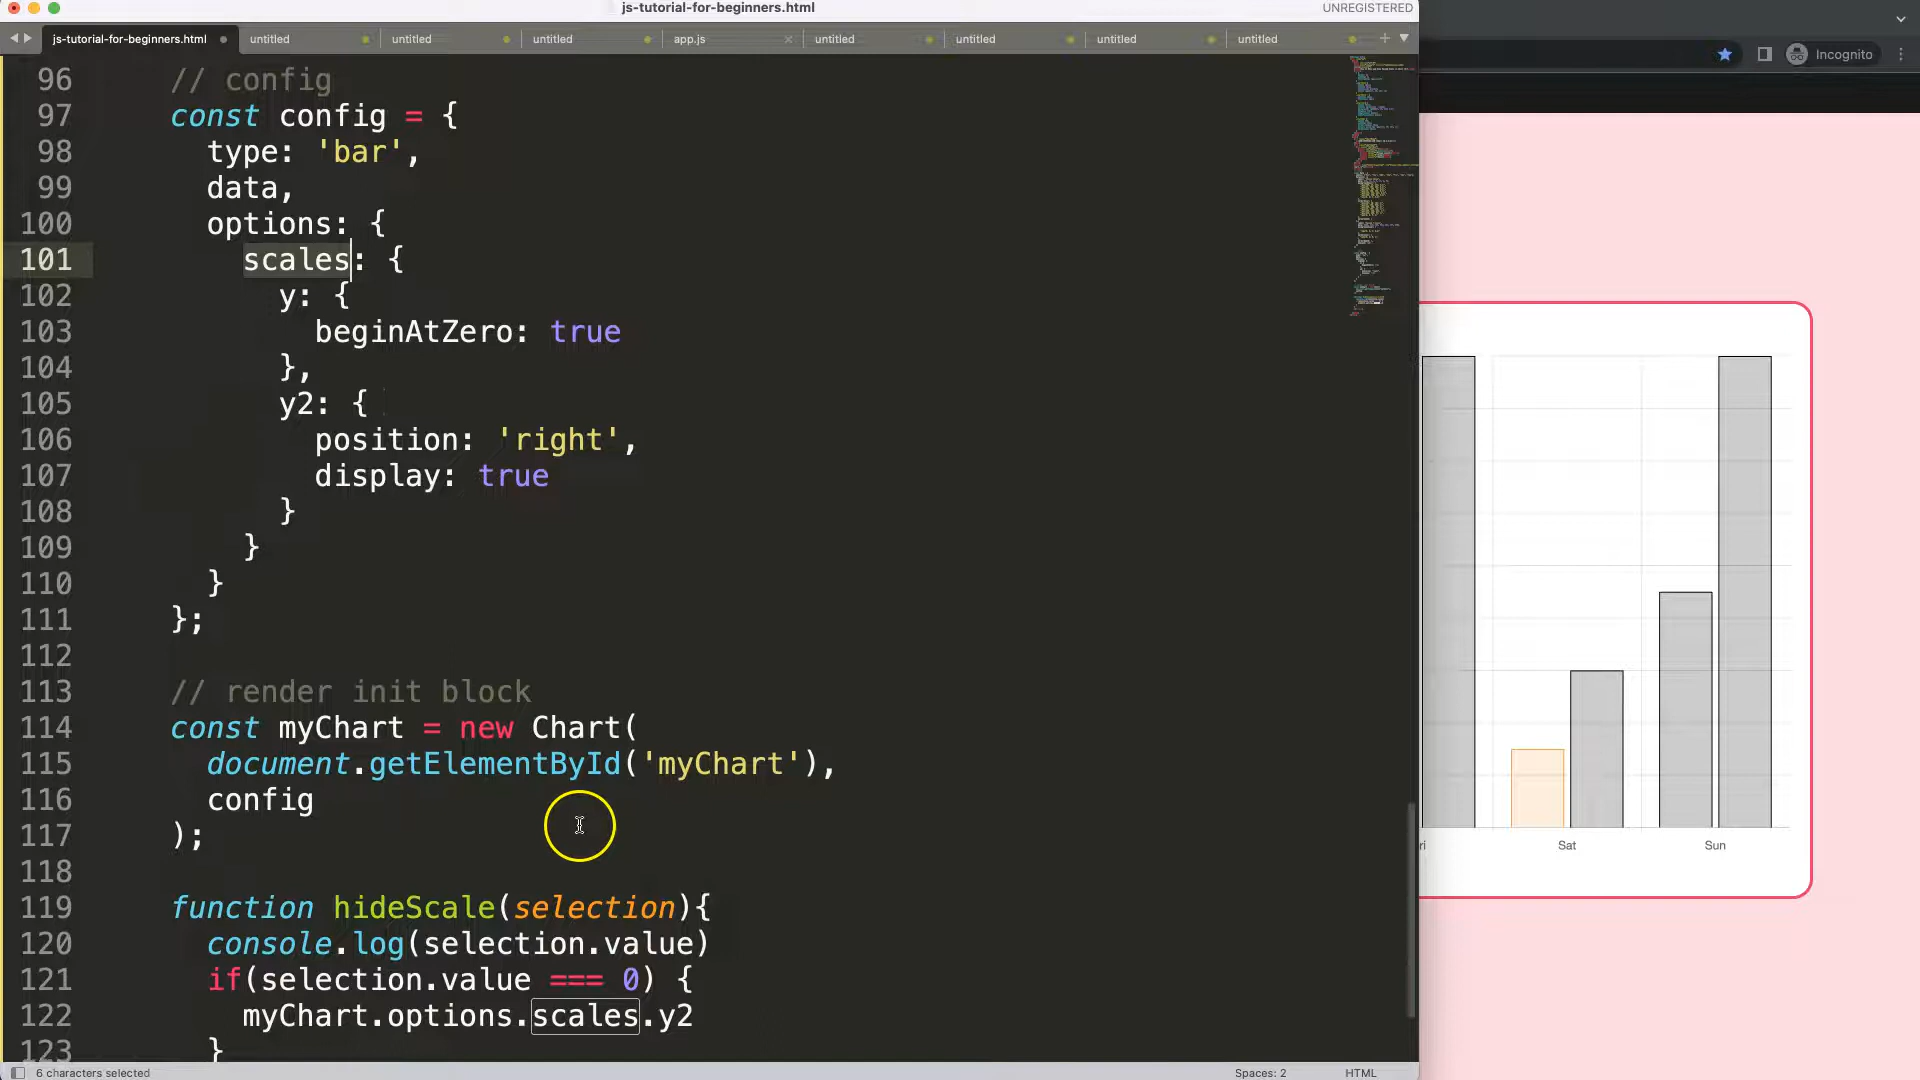 js-tutorial-for-beginners.html
UNREGISTERED
js-tutorial-for-beginners.html untitled untitled untitled app.js untitled untitled untitled untitled
Incognito
96 // config
97 const config = {
98 type: 'bar',
99 data,
100 options: {
101 scales: {
102 y: {
103 beginAtZero: true
104 },
105 y2: {
106 position: 'right',
107 display: true
108 }
109 }
110 }
111 };
112
113 // render init block
114 const myChart = new Chart(
115 document.getElementById('myChart'),
116 config
117 );
118
119 function hideScale(selection){
120 console.log(selection.value)
121 if(selection.value === 0) {
122 myChart.options.scales.y2
123 }
ri Sat Sun
6 characters selected
Spaces: 2 HTML